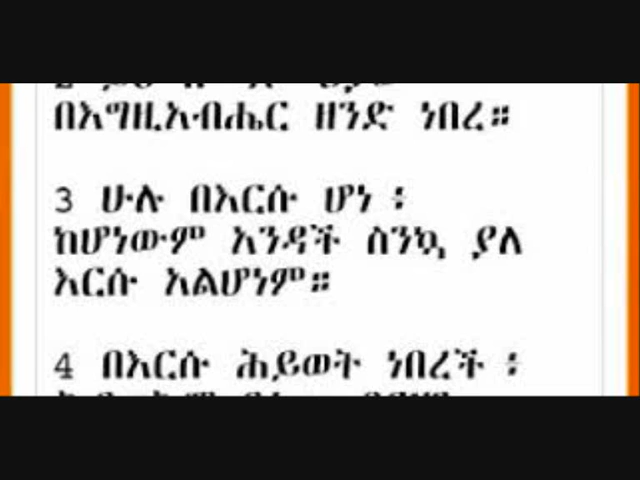 በእግዚአብሔር ዘንድ ነበረ።
3 ሁሉ በእርሱ ሆነ ፥
ከሆነውም አንዳች ስንኳ ያለ
እርሱ አልሆነም።
4 በእርሱ ሕይወት ነበረች ፥